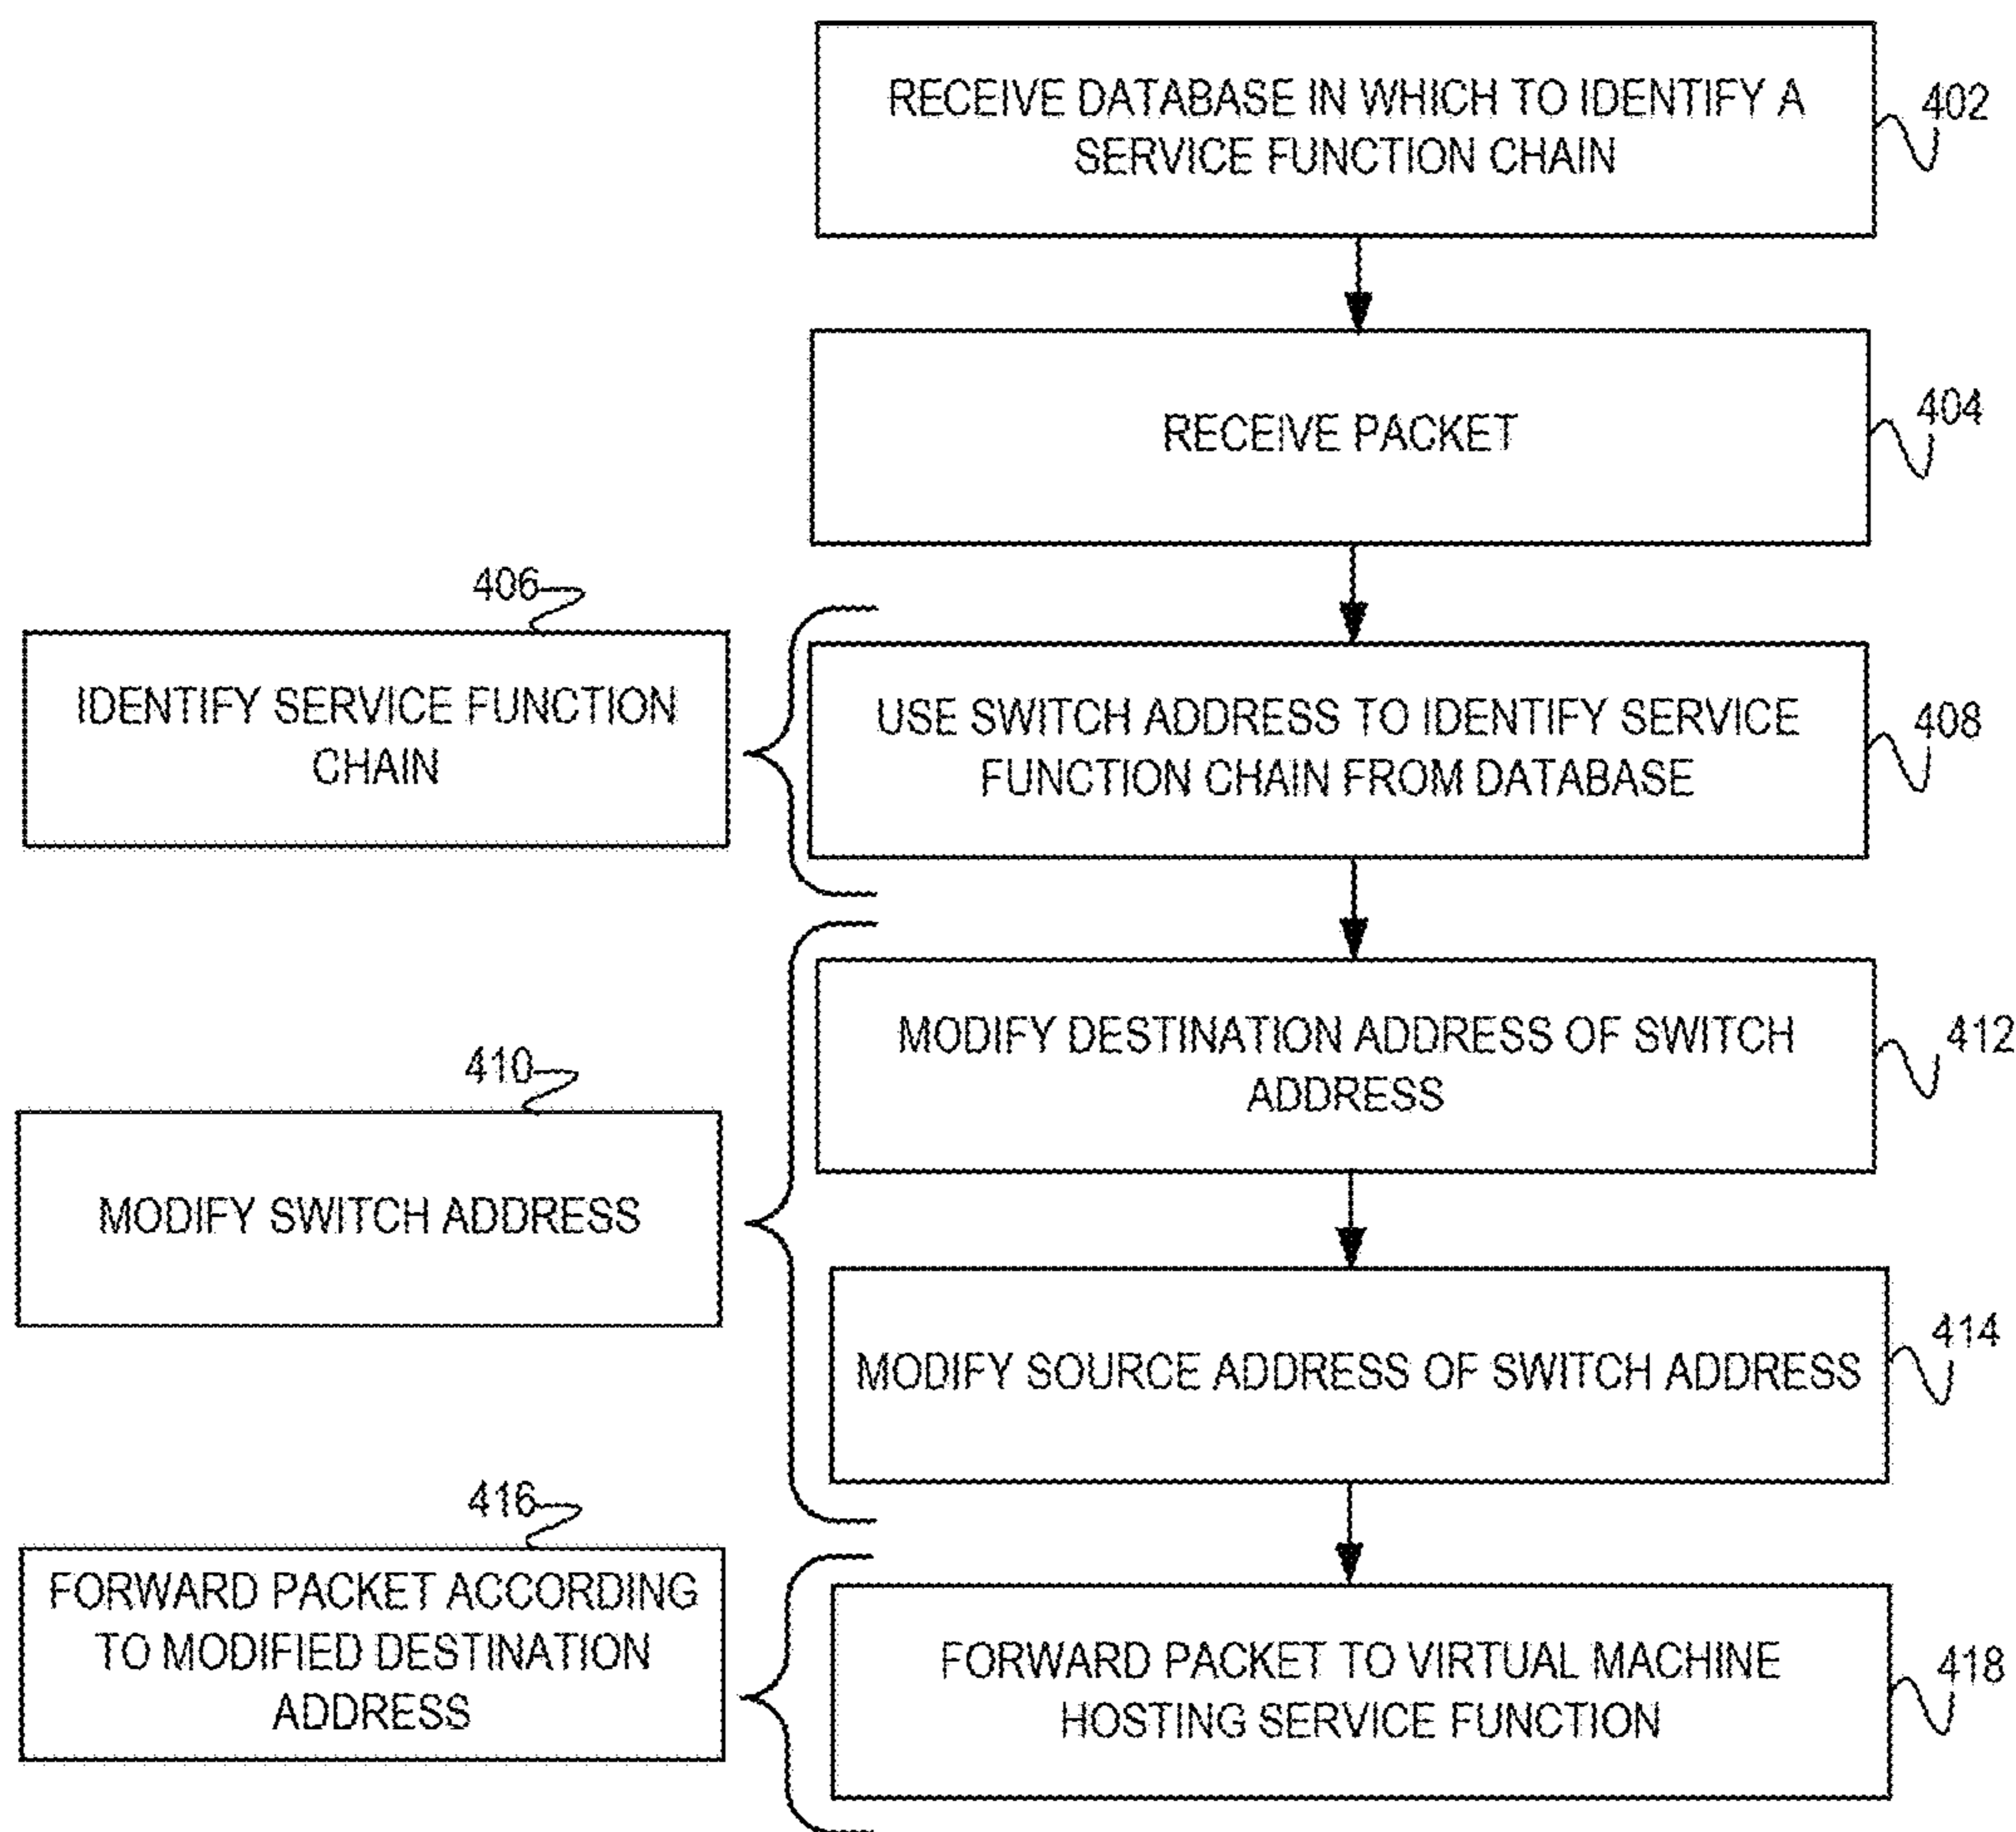 RECEIVE DATABASE IN WHICH TO IDENTIFY A
SERVICE FUNCTION CHAIN
402
RECEIVE PACKET
404
406
IDENTIFY SERVICE FUNCTION
CHAIN
USE SWITCH ADDRESS TO IDENTIFY SERVICE
FUNCTION CHAIN FROM DATABASE
408
410
MODIFY SWITCH ADDRESS
MODIFY DESTINATION ADDRESS OF SWITCH
ADDRESS
412
MODIFY SOURCE ADDRESS OF SWITCH ADDRESS
414
416
FORWARD PACKET ACCORDING
TO MODIFIED DESTINATION
ADDRESS
FORWARD PACKET TO VIRTUAL MACHINE
HOSTING SERVICE FUNCTION
418